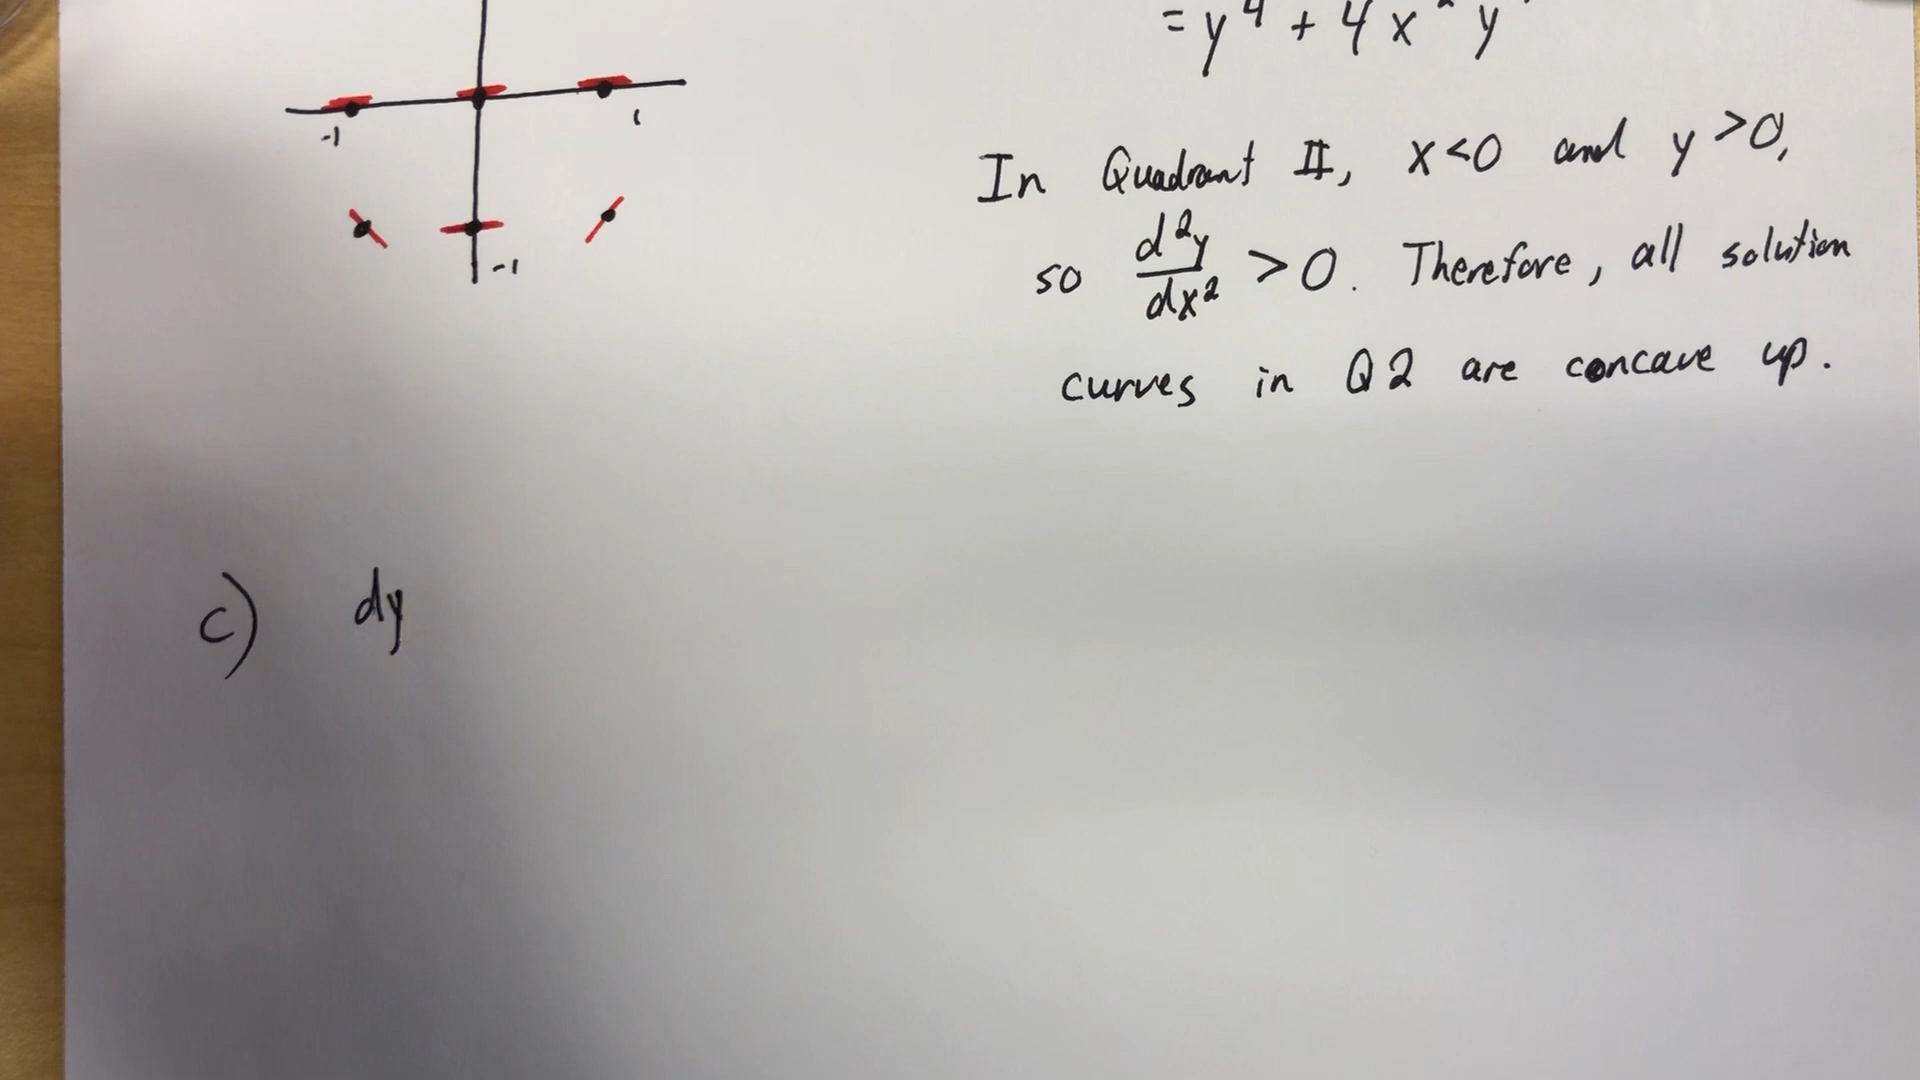 = y⁴ + 4x² y
-1
1
-1
In Quadrant II, x<0 and y>0,
so d²y/dx² > 0. Therefore, all solution
curves in Q2 are concave up.
c) dy